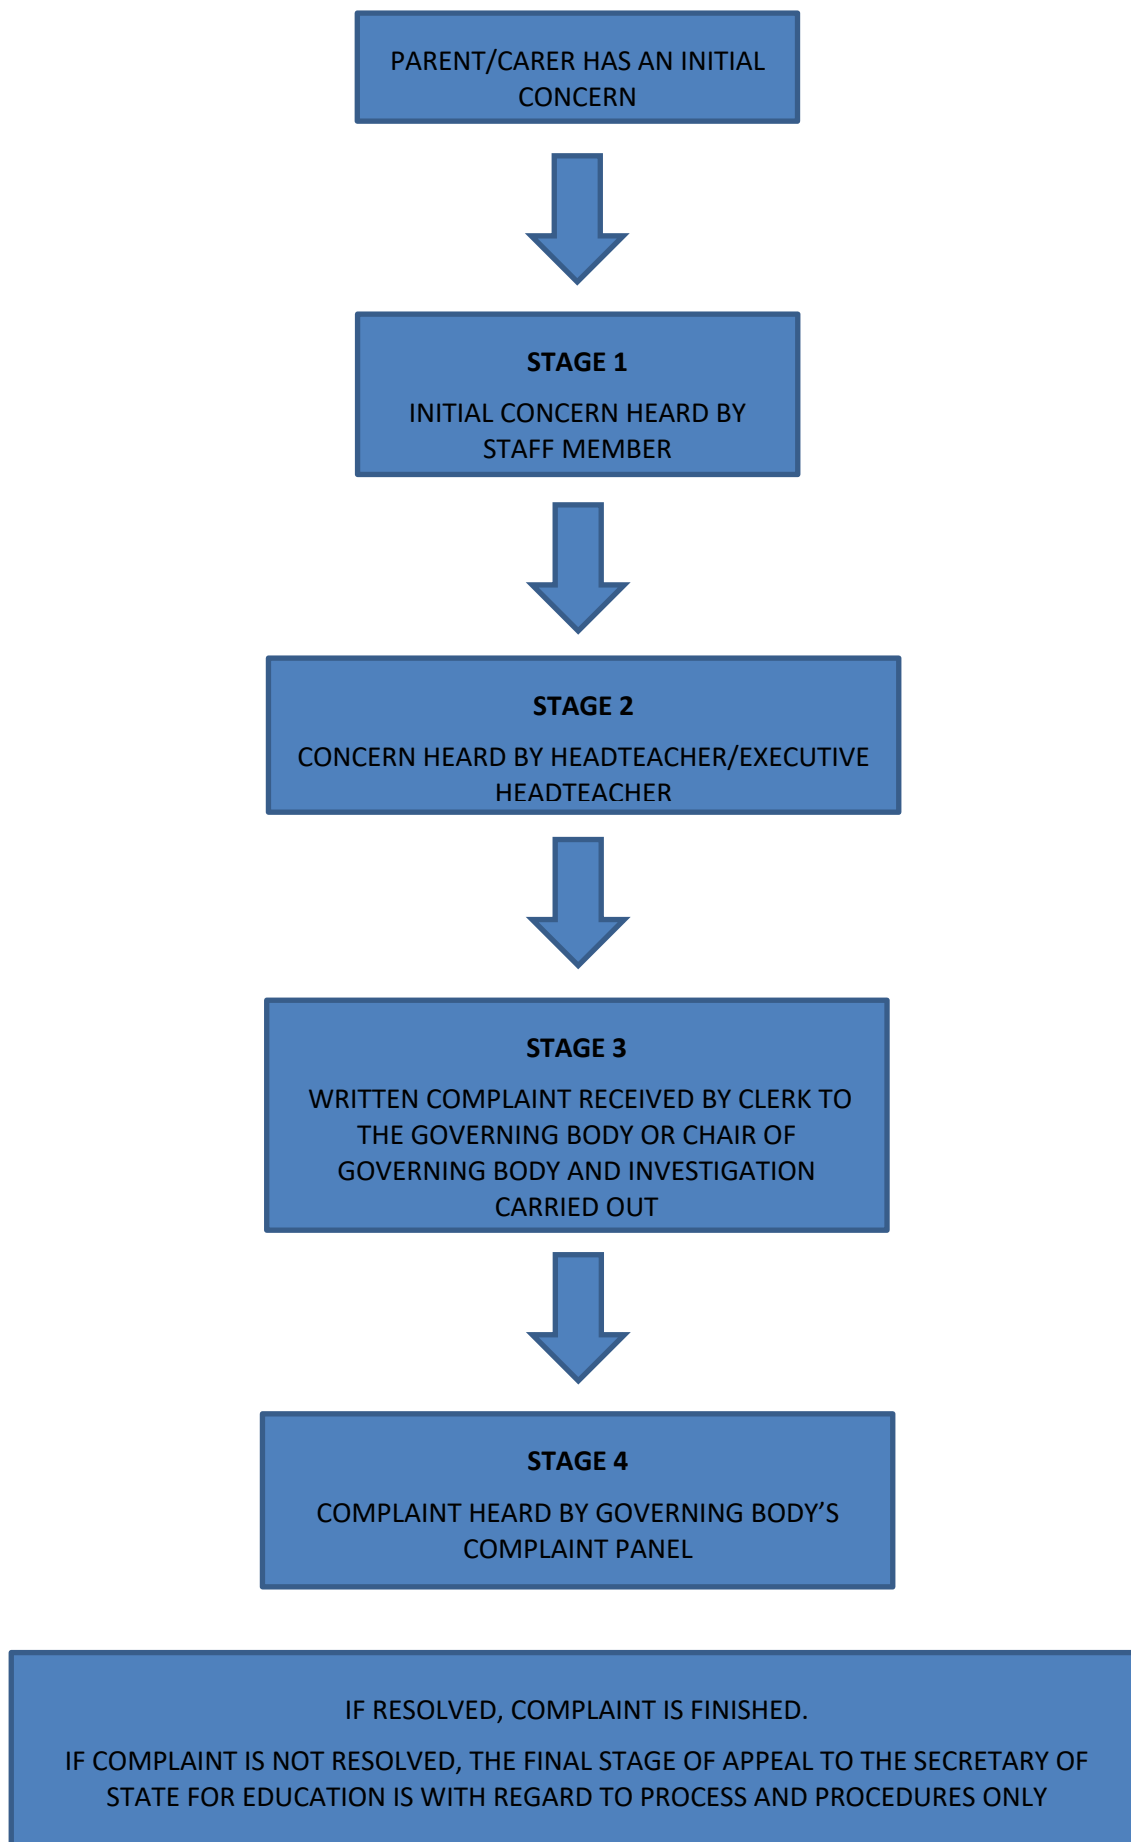 PARENT/CARER HAS AN INITIAL
CONCERN
STAGE 1
INITIAL CONCERN HEARD BY
STAFF MEMBER
STAGE 2
CONCERN HEARD BY HEADTEACHER/EXECUTIVE
HEADTEACHER
STAGE 3
WRITTEN COMPLAINT RECEIVED BY CLERK TO
THE GOVERNING BODY OR CHAIR OF
GOVERNING BODY AND INVESTIGATION
CARRIED OUT
STAGE 4
COMPLAINT HEARD BY GOVERNING BODY’S
COMPLAINT PANEL
IF RESOLVED, COMPLAINT IS FINISHED.
IF COMPLAINT IS NOT RESOLVED, THE FINAL STAGE OF APPEAL TO THE SECRETARY OF
STATE FOR EDUCATION IS WITH REGARD TO PROCESS AND PROCEDURES ONLY